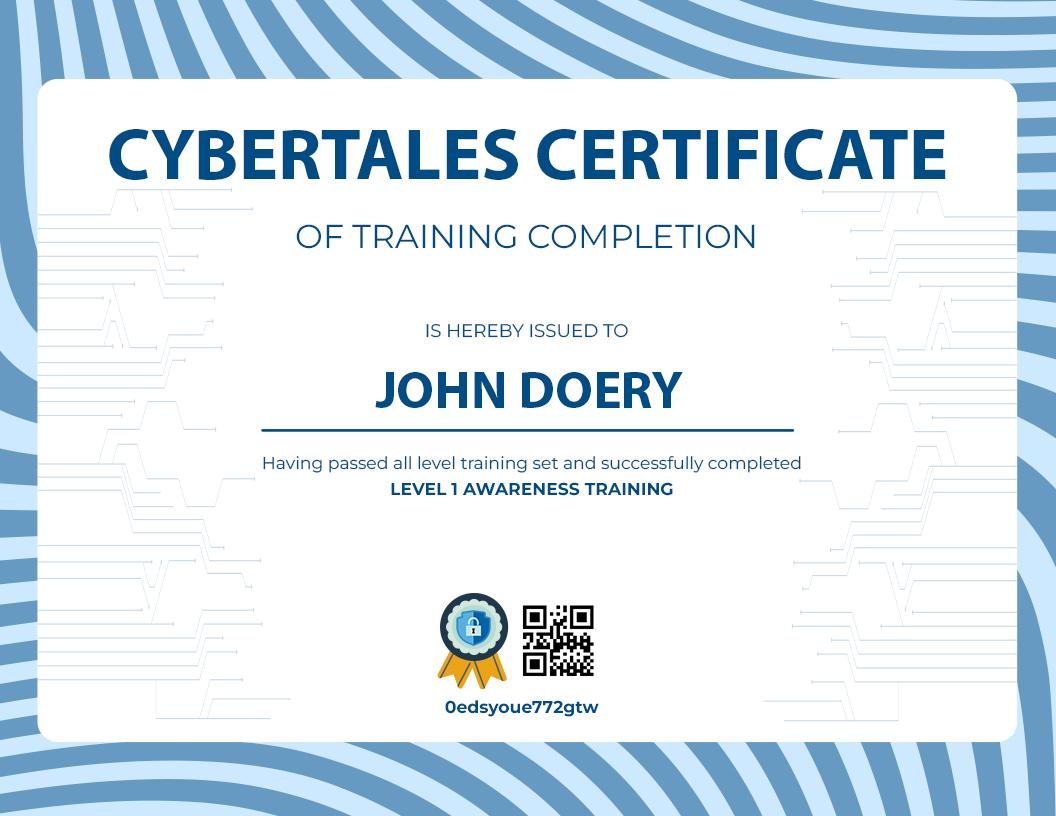 CYBERTALES CERTIFICATE
OF TRAINING COMPLETION
IS HEREBY ISSUED TO
JOHN DOERY
Having passed all level training set and successfully completed
LEVEL 1 AWARENESS TRAINING
0edsyoue772gtw